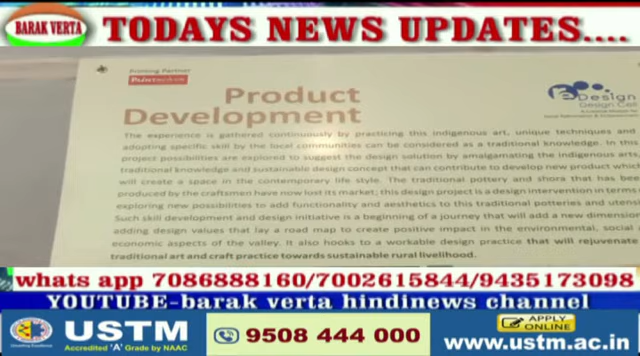 BARAK VERTA
TODAYS NEWS UPDATES....
Printing Partner
Product
Development
reDesign
Design Cell
The experience is gathered continuously by practicing this indigenous art, unique techniques and
adopting specific skill by the local communities can be considered as a traditional knowledge. In this
project possibilities are explored to suggest the design solution by amalgamating the indigenous arts,
traditional knowledge and sustainable design concept that can contribute to develop new product which
will create a space in the contemporary life style. The traditional pottery and shora that has been
produced by the craftsmen have now lost its market; this design project is a design intervention in terms
exploring new possibilities to add functionality and aesthetics to this traditional potteries and utensi
Such skill development and design initiative is a beginning of a journey that will add a new dimension
adding design values that lay a road map to create positive impact in the environmental, social
economic aspects of the valley. It also hooks to a workable design practice that will rejuvenate
traditional art and craft practice towards sustainable rural livelihood.
whats app 7086888160/7002615844/9435173098
YOUTUBE-barak verta hindinews channel
USTM
Accredited 'A' Grade by NAAC
9508 444 000
APPLY
ONLINE
www.ustm.ac.in